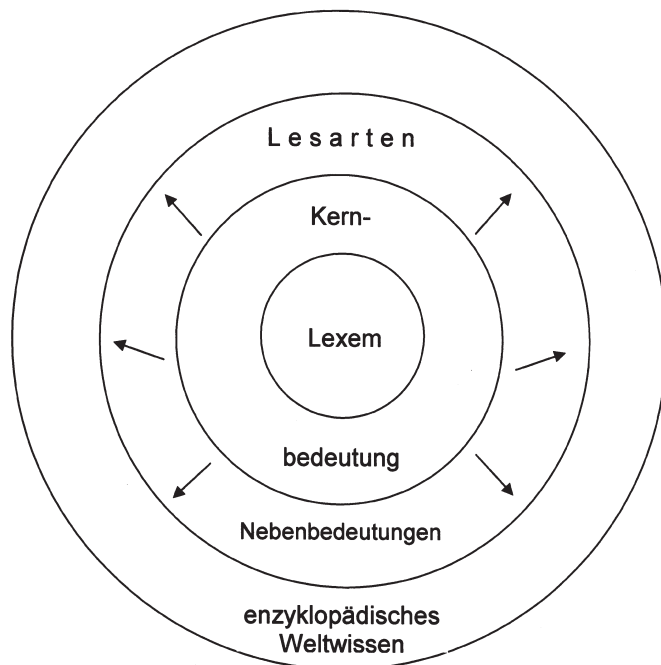 Lesarten
Kern-
Lexem
bedeutung
Nebenbedeutungen
enzyklopädisches
Weltwissen